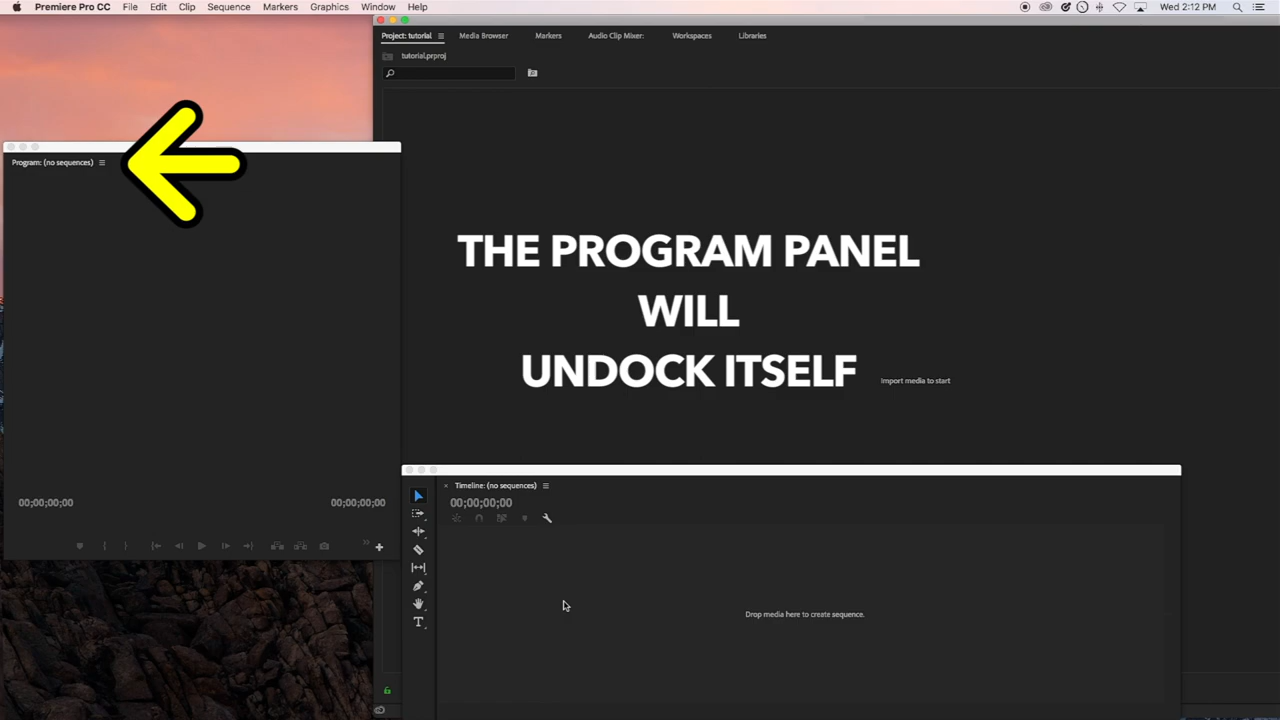 Premiere Pro CC File Edit Clip Sequence Markers Graphics Window Help Wed 2:12 PM
Project: tutorial Media Browser Markers Audio Clip Mixer: Workspaces Libraries
tutorial.prproj
Program: (no sequences)
THE PROGRAM PANEL
WILL
UNDOCK ITSELF
Import media to start
00;00;00;00 00;00;00;00
Timeline: (no sequences)
00;00;00;00
Drop media here to create sequence.